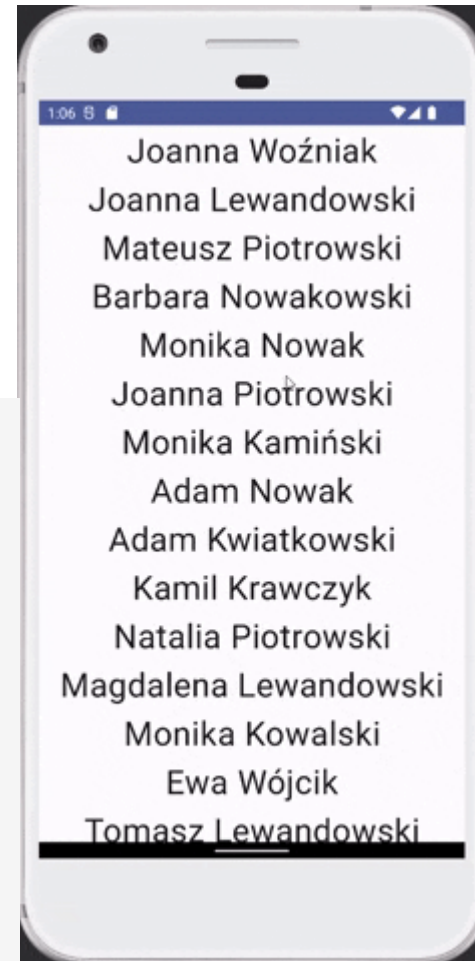 1:06
Joanna Woźniak
Joanna Lewandowski
Mateusz Piotrowski
Barbara Nowakowski
Monika Nowak
Joanna Piotrowski
Monika Kamiński
Adam Nowak
Adam Kwiatkowski
Kamil Krawczyk
Natalia Piotrowski
Magdalena Lewandowski
Monika Kowalski
Ewa Wójcik
Tomasz Lewandowski